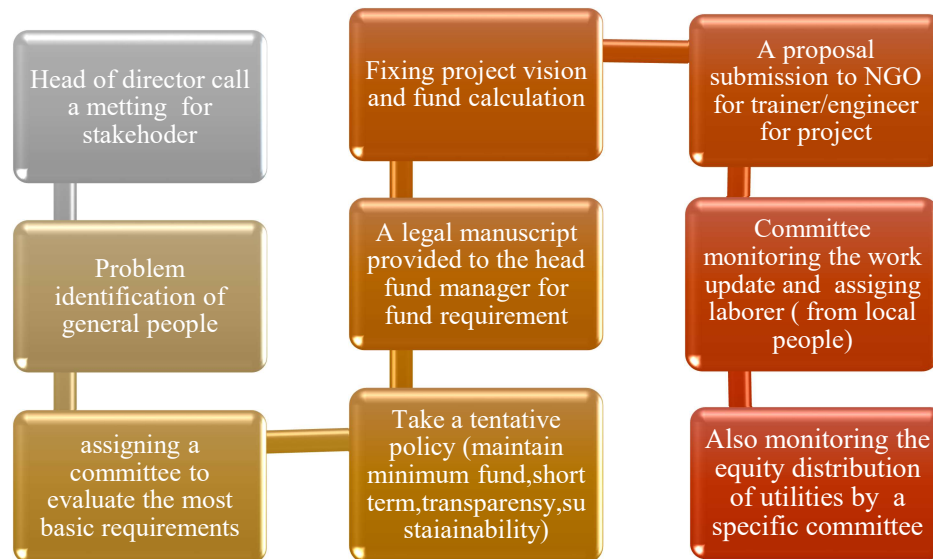 Head of director call
a metting for
stakehoder
Problem
identification of
general people
assigning a
committee to
evaluate the most
basic requirements
Take a tentative
policy (maintain
minimum fund,short
term,transparensy,su
staiainability)
A legal manuscript
provided to the head
fund manager for
fund requirement
Fixing project vision
and fund calculation
A proposal
submission to NGO
for trainer/engineer
for project
Committee
monitoring the work
update and assiging
laborer ( from local
people)
Also monitoring the
equity distribution
of utilities by a
specific committee